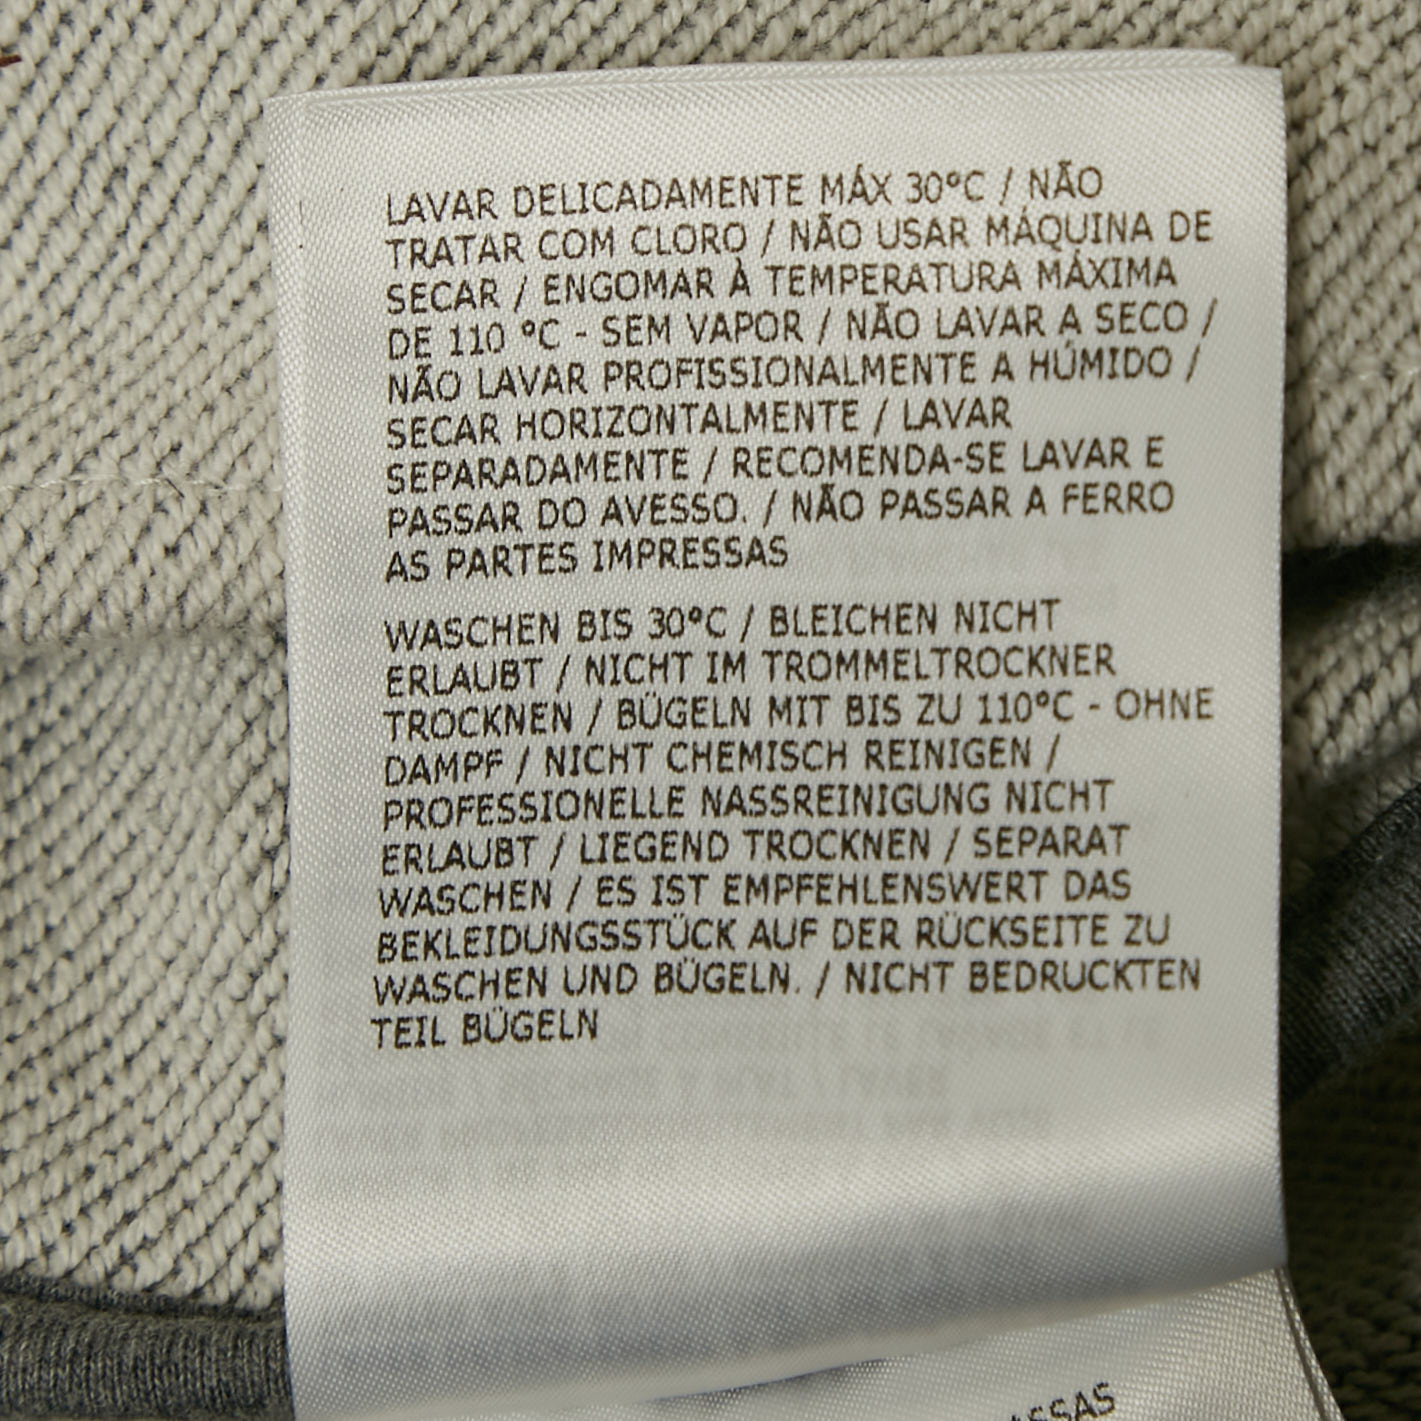 LAVAR DELICADAMENTE MÁX 30°C / NÃO
TRATAR COM CLORO / NÃO USAR MÁQUINA DE
SECAR / ENGOMAR À TEMPERATURA MÁXIMA
DE 110 °C - SEM VAPOR / NÃO LAVAR A SECO /
NÃO LAVAR PROFISSIONALMENTE A HÚMIDO /
SECAR HORIZONTALMENTE / LAVAR
SEPARADAMENTE / RECOMENDA-SE LAVAR E
PASSAR DO AVESSO. / NÃO PASSAR A FERRO
AS PARTES IMPRESSAS
WASCHEN BIS 30°C / BLEICHEN NICHT
ERLAUBT / NICHT IM TROMMELTROCKNER
TROCKNEN / BÜGELN MIT BIS ZU 110°C - OHNE
DAMPF / NICHT CHEMISCH REINIGEN /
PROFESSIONELLE NASSREINIGUNG NICHT
ERLAUBT / LIEGEND TROCKNEN / SEPARAT
WASCHEN / ES IST EMPFEHLENSWERT DAS
BEKLEIDUNGSSTÜCK AUF DER RÜCKSEITE ZU
WASCHEN UND BÜGELN. / NICHT BEDRUCKTEN
TEIL BÜGELN